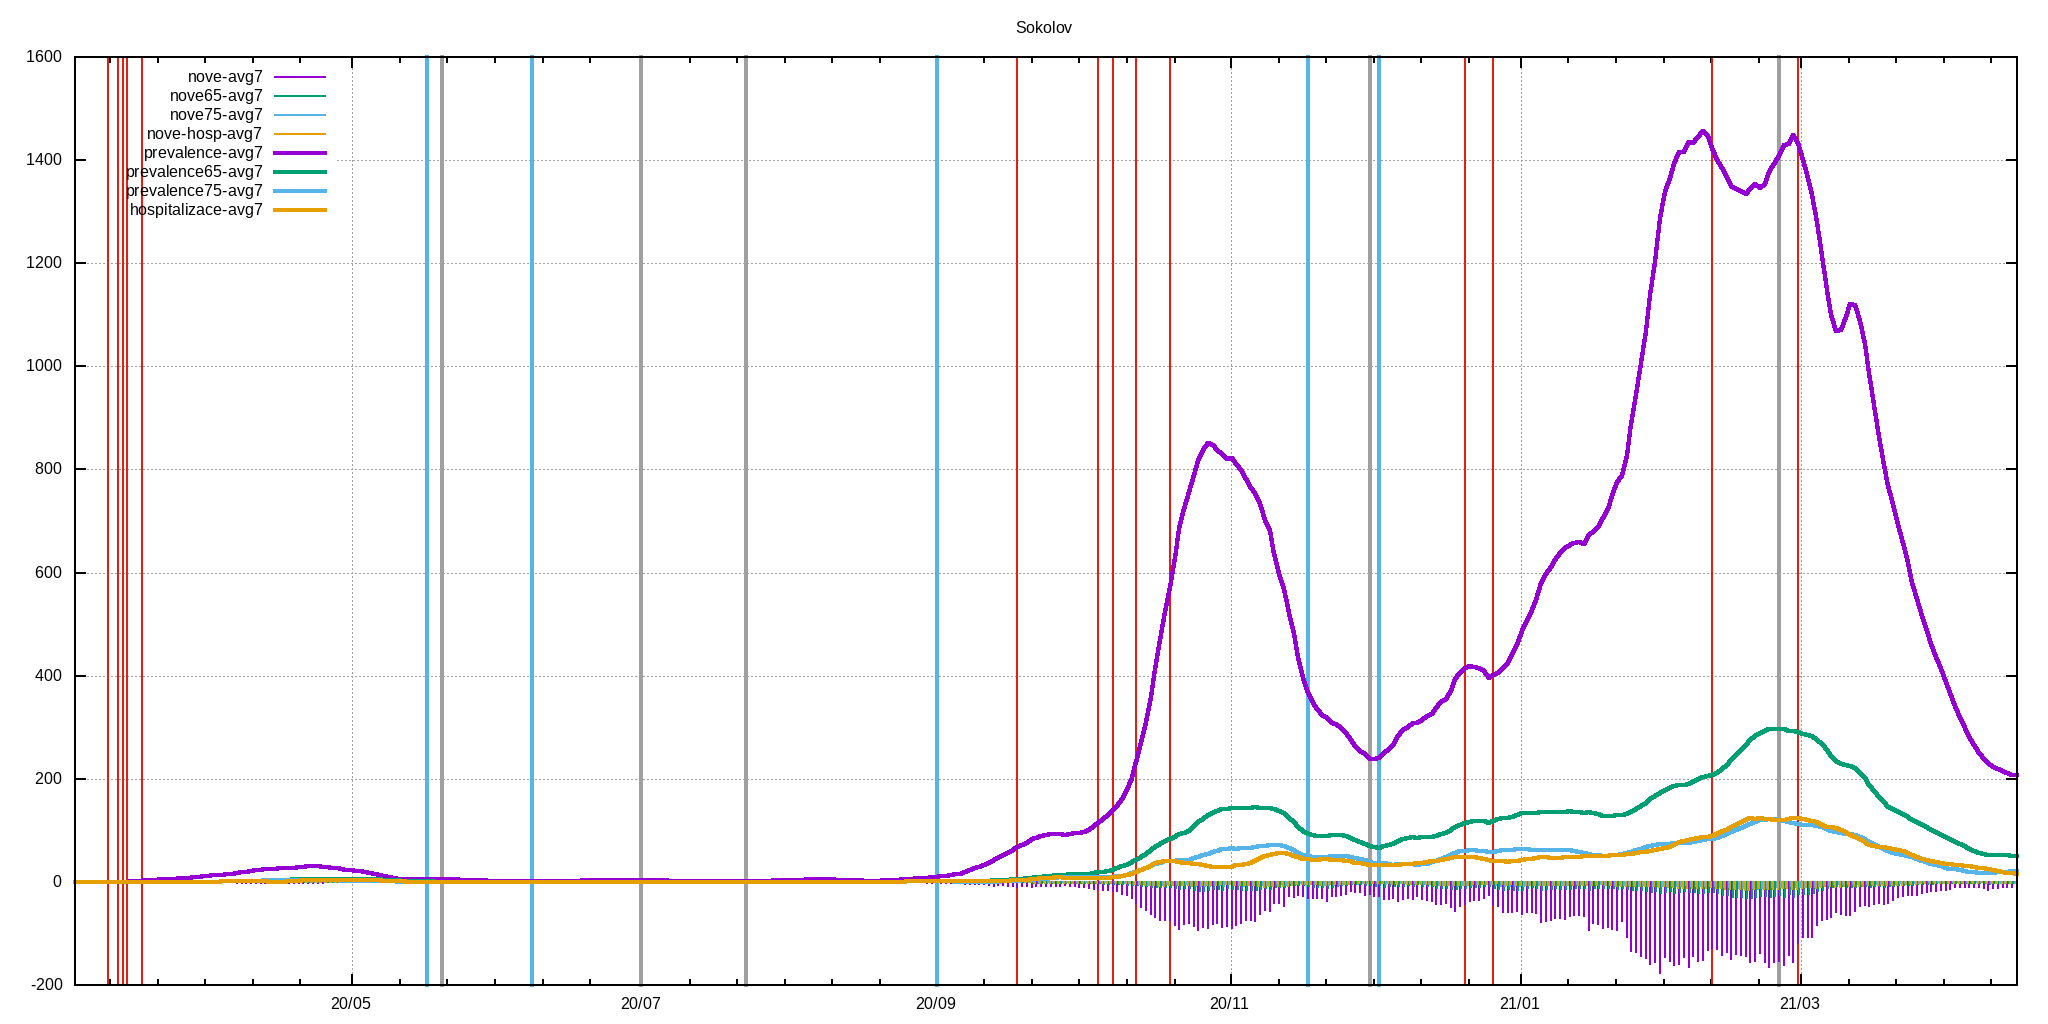 Sokolov
1600
1400
1200
1000
800
600
400
200
0
-200
nove-avg7
nove65-avg7
nove75-avg7
nove-hosp-avg7
prevalence-avg7
prevalence65-avg7
prevalence75-avg7
hospitalizace-avg7
20/05
20/07
20/09
20/11
21/01
21/03